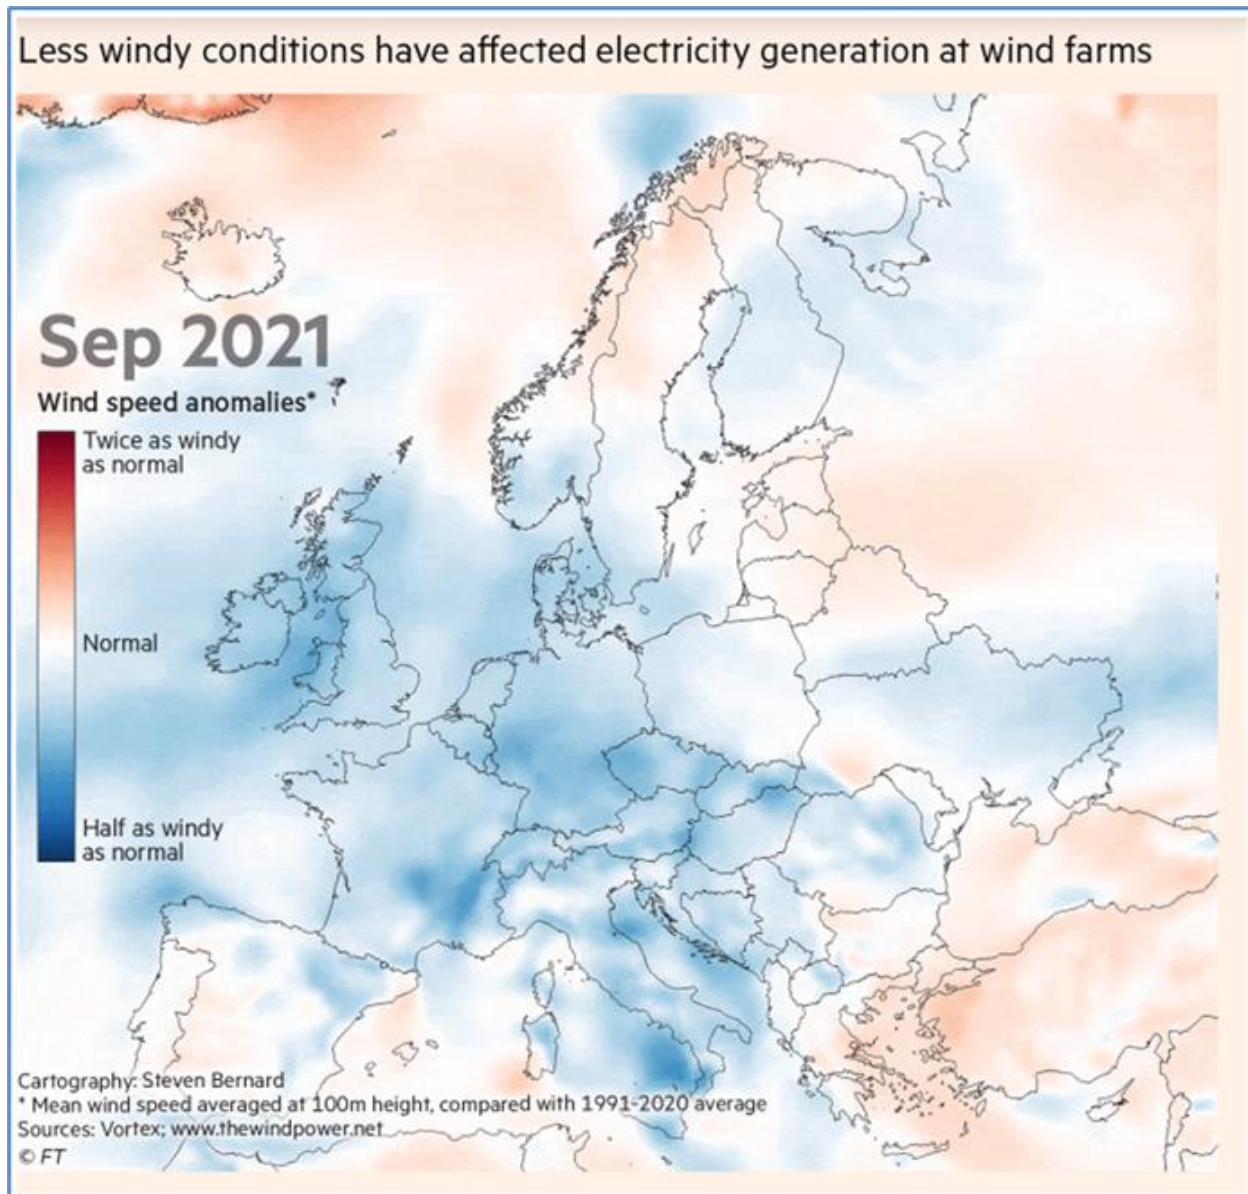 Less windy conditions have affected electricity generation at wind farms
Sep 2021
Wind speed anomalies*
Twice as windy
as normal
Normal
Half as windy
as normal
Cartography: Steven Bernard
* Mean wind speed averaged at 100m height, compared with 1991-2020 average
Sources: Vortex; www.thewindpower.net
© FT